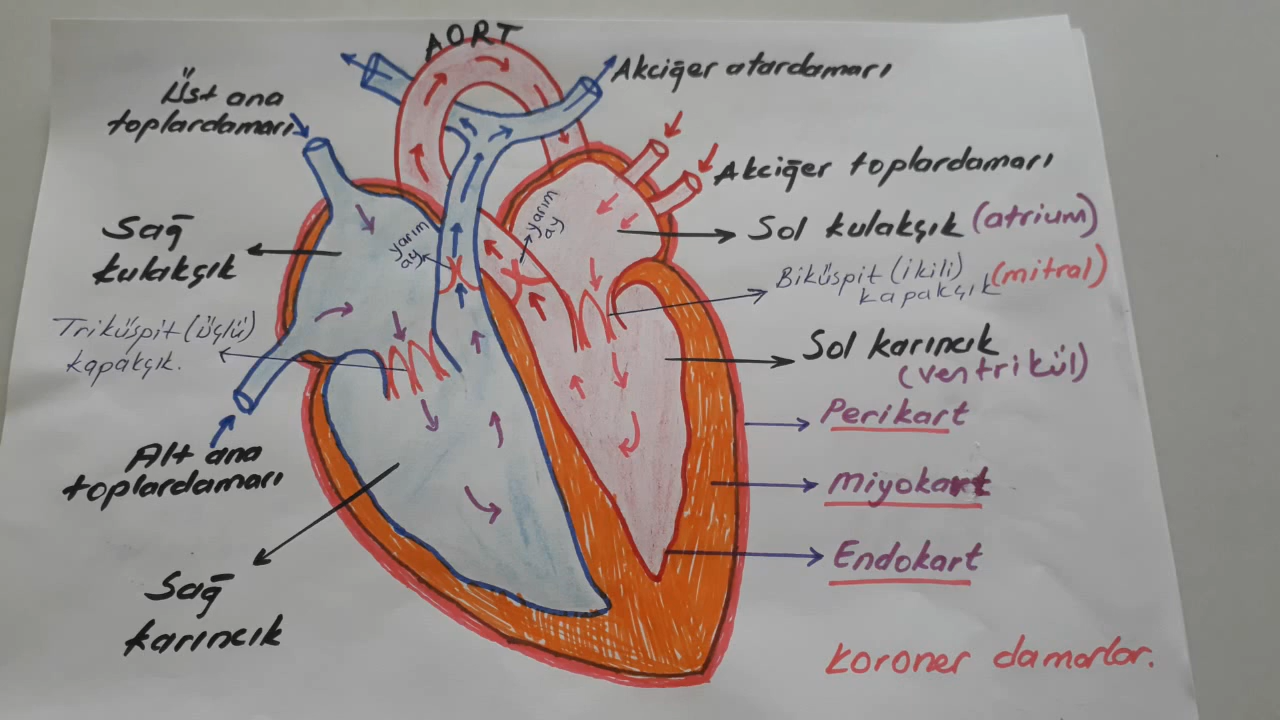 AORT
Üst ana
toplardamarı
Akciğer atardamarı
Akciğer toplardamarı
Sağ
kulakçık
yarım
ay
yarım
ay
Sol kulakçık (atrium)
Biküspit (ikili) (mitral)
kapakçık
Triküspit (üçlü)
kapakçık.
Sol karıncık
(ventrikül)
Perikart
Alt ana
toplardamarı
Miyokart
Endokart
Sağ
karıncık
Koroner damarlar.